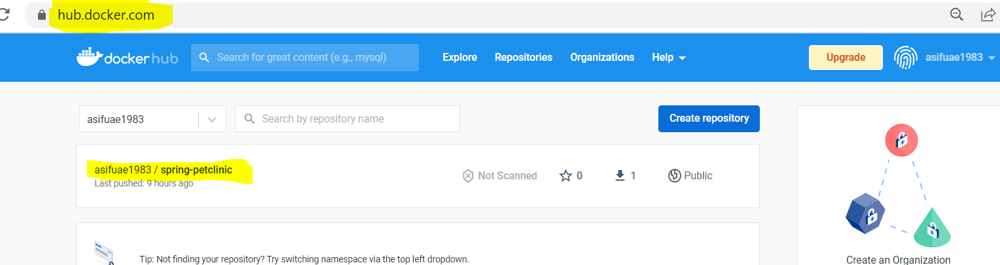 hub.docker.com
docker hub
Search for great content (e.g., mysql)
Explore
Repositories
Organizations
Help
Upgrade
asifuae1983
asifuae1983
Search by repository name
Create repository
asifuae1983 / spring-petclinic
Last pushed: 9 hours ago
Not Scanned
0
1
Public
Tip: Not finding your repository? Try switching namespace via the top left dropdown.
Create an Organization